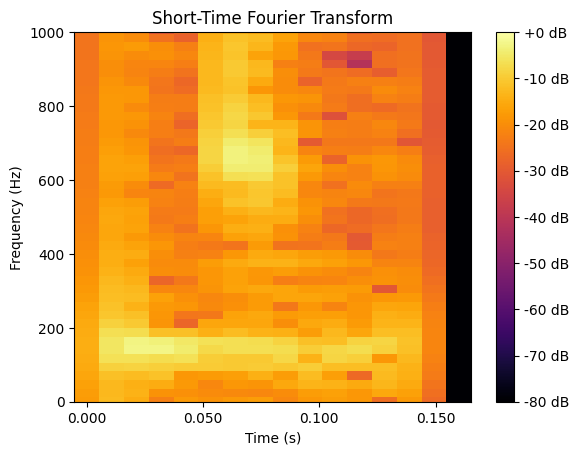 Short-Time Fourier Transform
1000
800
600
400
200
0
Frequency (Hz)
0.000
0.050
0.100
0.150
Time (s)
+0 dB
-10 dB
-20 dB
-30 dB
-40 dB
-50 dB
-60 dB
-70 dB
-80 dB